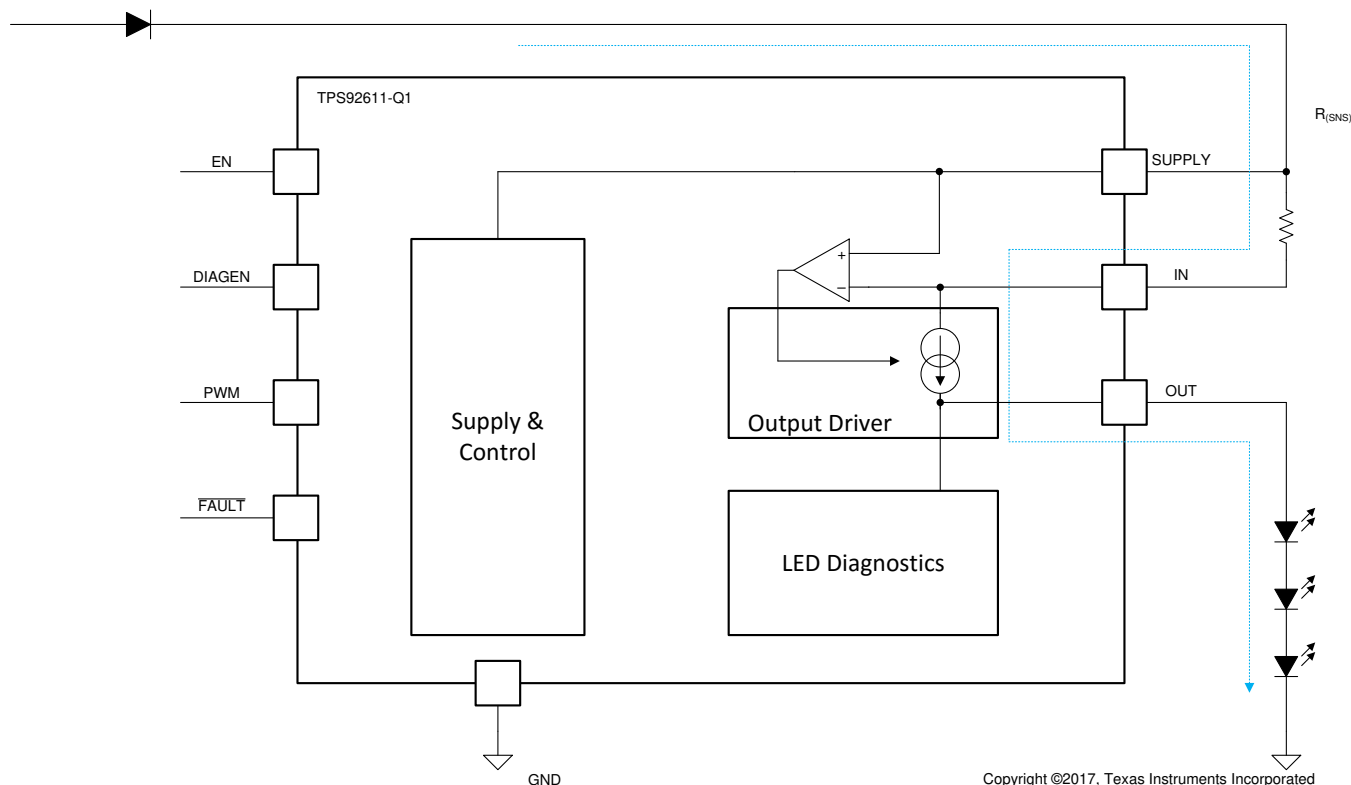 TPS92611-Q1
R(SNS)
EN
SUPPLY
DIAGEN
+
−
IN
PWM
OUT
Output Driver
Supply &
Control
FAULT
LED Diagnostics
GND
Copyright ©2017, Texas Instruments Incorporated